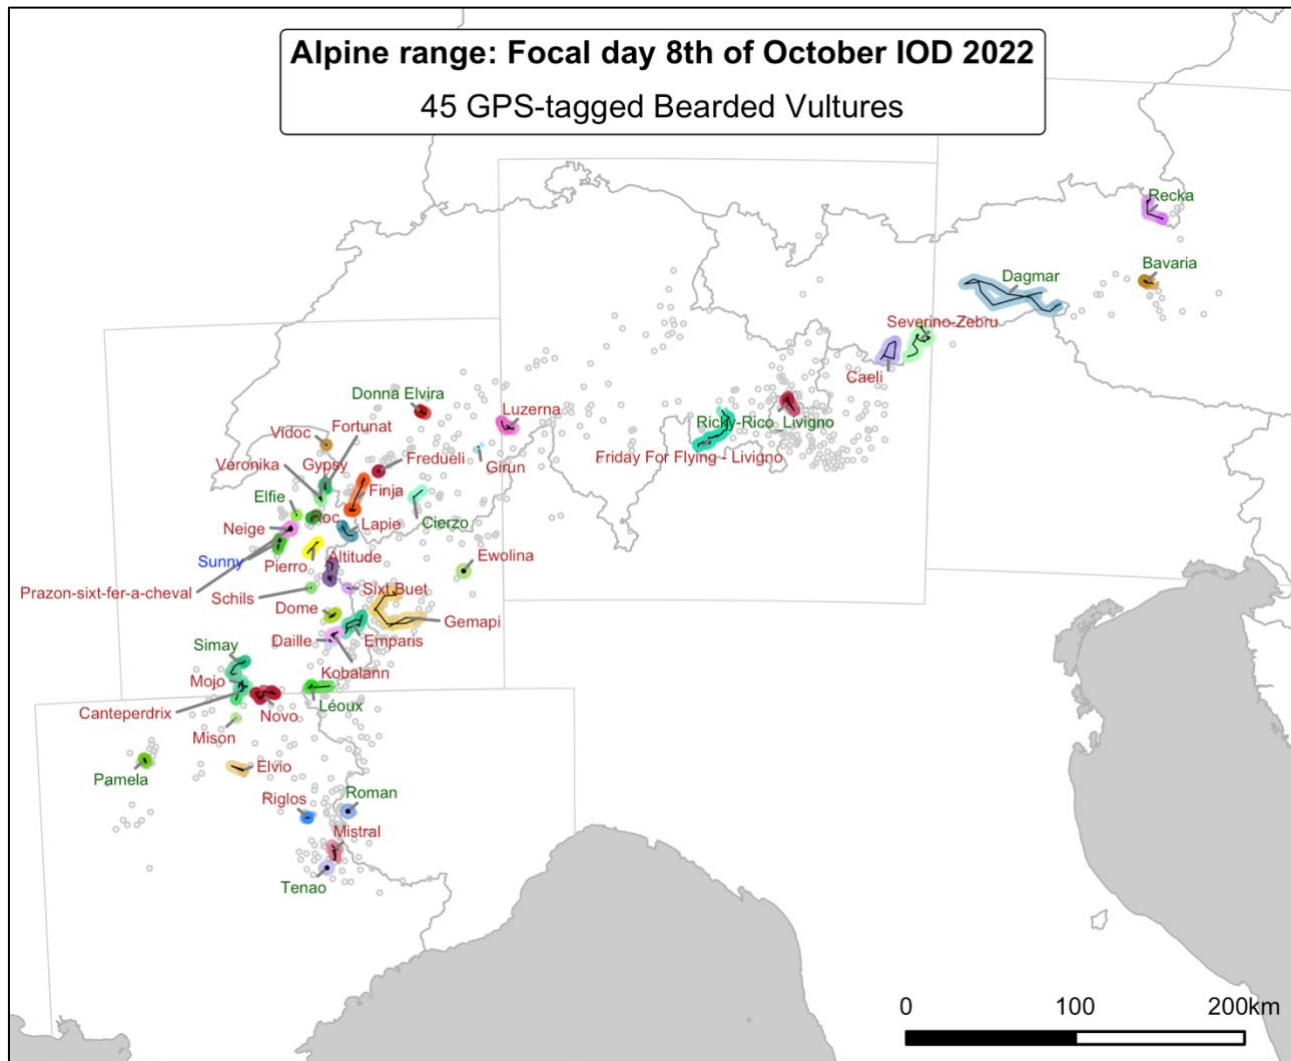 Alpine range: Focal day 8th of October IOD 2022
45 GPS-tagged Bearded Vultures
Recka
Bavaria
Dagmar
Severino-Zebru
Caeli
Donna Elvira
Luzerna
Ricky-Rico_Livigno
Friday For Flying - Livigno
Vidoc
Fortunat
Veronika
Gypsy
Fredueli
Girun
Finja
Elfie
Cierzo
Neige
Lapie
Sunny
Pierro
Altitude
Ewolina
Prazon-sixt-fer-a-cheval
Schils
Sixt Buet
Dome
Gemapi
Daille
Emparis
Simay
Kobalann
Mojo
Léoux
Canteperdrix
Novo
Mison
Elvio
Pamela
Riglos
Roman
Mistral
Tenao
0 100 200km